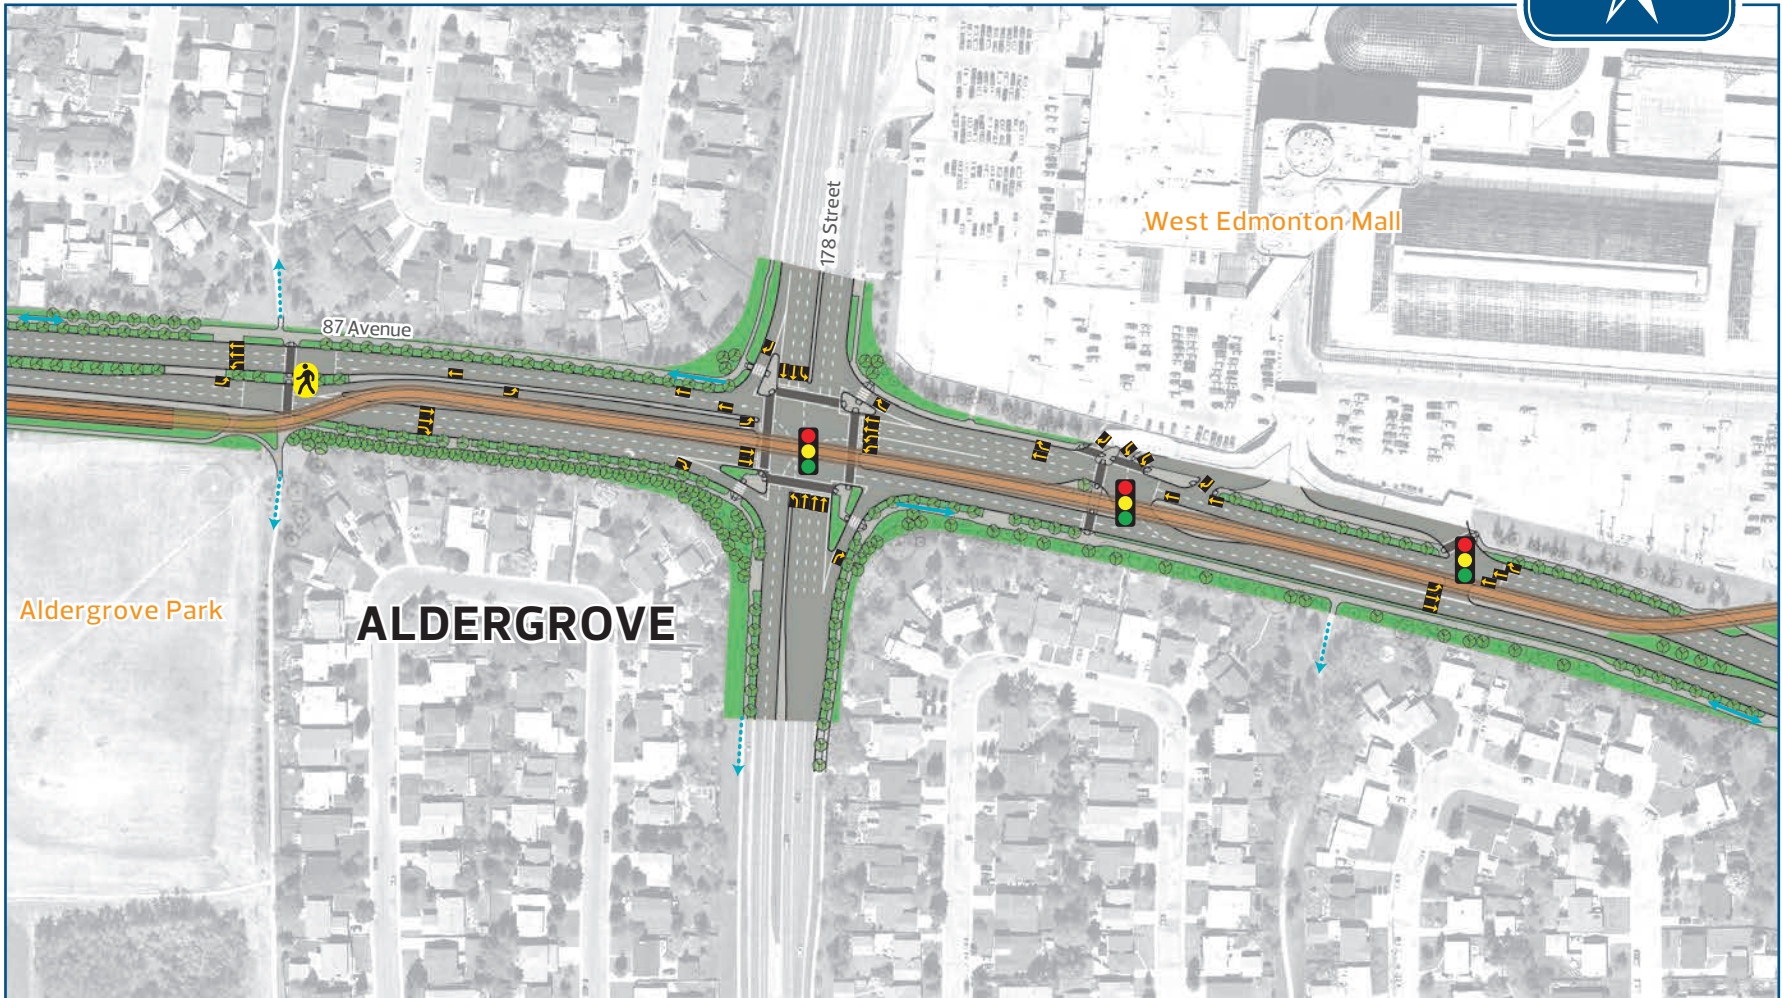 178 Street
West Edmonton Mall
87 Avenue
Aldergrove Park
ALDERGROVE